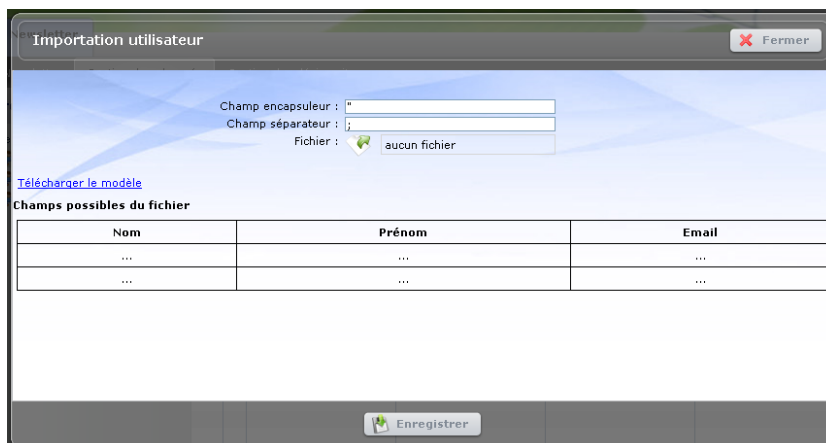 Newsletter
Importation utilisateur
Fermer
Champ encapsuleur : "
Champ séparateur : ;
Fichier : aucun fichier
Télécharger le modèle
Champs possibles du fichier
Nom Prénom Email
... ... ...
... ... ...
Enregistrer